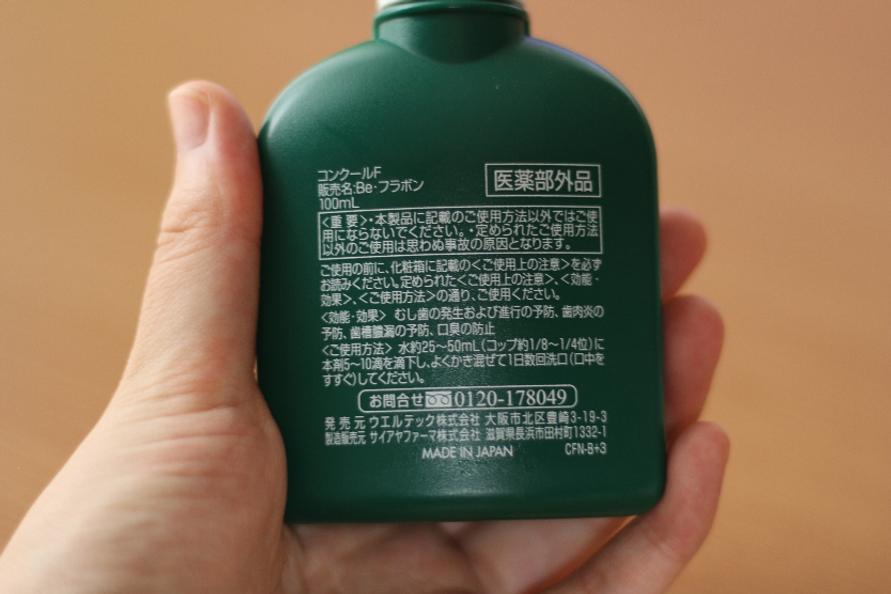 コンクールF
販売名:Be・フラボン
100mL
医薬部外品
〈重要〉・本製品に記載のご使用方法以外ではご使
用にならないでください。・定められたご使用方法
以外のご使用は思わぬ事故の原因となります。
ご使用の前に、化粧箱に記載の〈ご使用上の注意〉を必ず
お読みください。定められた〈ご使用上の注意〉、〈効能・
効果〉、〈ご使用方法〉の通り、ご使用ください。
〈効能・効果〉 むし歯の発生および進行の予防、歯肉炎の
予防、歯槽膿漏の予防、口臭の防止
〈ご使用方法〉 水約25〜50mL(コップ約1/8〜1/4位)に
本剤5〜10滴を滴下し、よくかき混ぜて1日数回洗口(口中を
すすぐ)してください。
お問合せ 0120-178049
発売元 ウエルテック株式会社 大阪市北区豊崎3-19-3
製造販売元 サイアヤファーマ株式会社 滋賀県長浜市田村町1332-1
MADE IN JAPAN
CFN-B+3